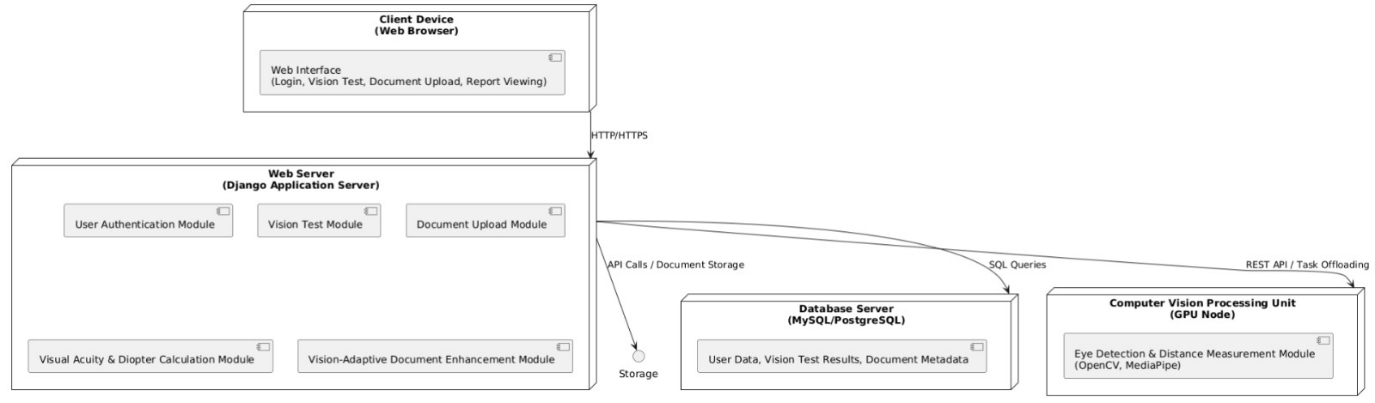 Client Device
(Web Browser)
Web Interface
(Login, Vision Test, Document Upload, Report Viewing)
HTTP/HTTPS
Web Server
(Django Application Server)
User Authentication Module
Vision Test Module
Document Upload Module
Visual Acuity & Diopter Calculation Module
Vision-Adaptive Document Enhancement Module
API Calls / Document Storage
SQL Queries
REST API / Task Offloading
Storage
Database Server
(MySQL/PostgreSQL)
User Data, Vision Test Results, Document Metadata
Computer Vision Processing Unit
(GPU Node)
Eye Detection & Distance Measurement Module
(OpenCV, MediaPipe)